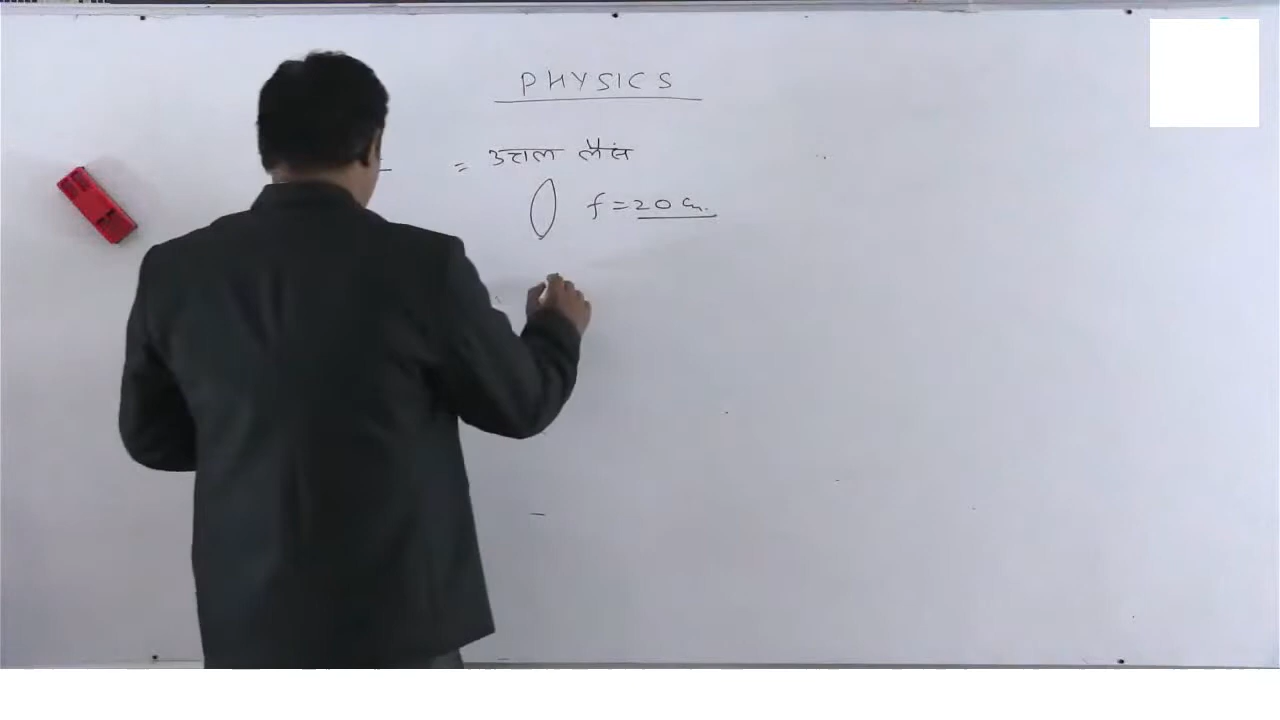 PHYSICS
= उत्तल लैंस
f = 20 cm.